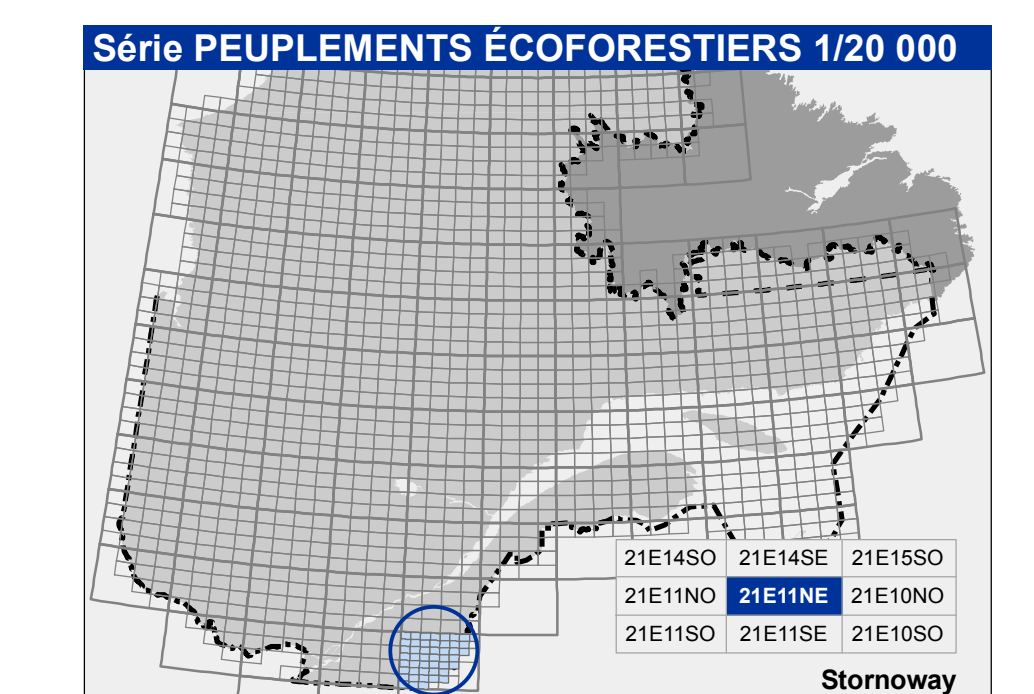 Série PEUPLEMENTS ÉCOFORESTIERS 1/20 000
21E14SO 21E14SE 21E15SO
21E11NO 21E11NE 21E10NO
21E11SO 21E11SE 21E10SO
Stornoway